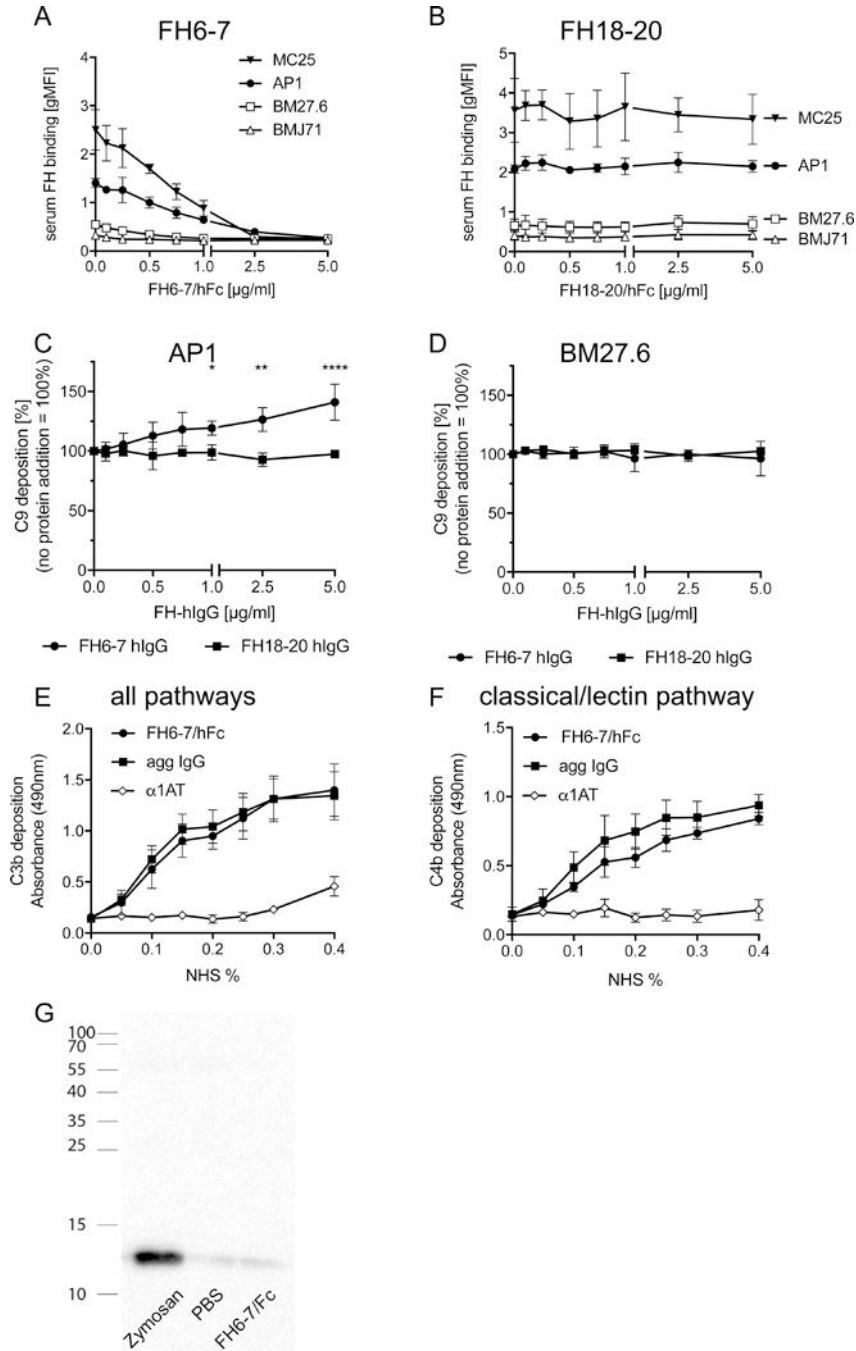 A
FH6-7
serum FH binding [gMFI]
4
3
2
1
0
MC25
AP1
BM27.6
BMJ71
0.0 0.5 1.0 2.5 5.0
FH6-7/hFc [µg/ml]
B
FH18-20
serum FH binding [gMFI]
5
4
3
2
1
0
MC25
AP1
BM27.6
BMJ71
0.0 0.5 1.0 2.5 5.0
FH18-20/hFc [µg/ml]
C
AP1
C9 deposition [%]
(no protein addition = 100%)
150
100
50
0
* ** ****
0.0 0.5 1.0 2.5 5.0
FH-hIgG [µg/ml]
FH6-7 hIgG FH18-20 hIgG
D
BM27.6
C9 deposition [%]
(no protein addition = 100%)
150
100
50
0
0.0 0.5 1.0 2.5 5.0
FH-hIgG [µg/ml]
FH6-7 hIgG FH18-20 hIgG
E
all pathways
C3b deposition
Absorbance (490nm)
2.0
1.5
1.0
0.5
0.0
FH6-7/hFc
agg IgG
α1AT
0.0 0.1 0.2 0.3 0.4
NHS %
F
classical/lectin pathway
C4b deposition
Absorbance (490nm)
1.5
1.0
0.5
0.0
FH6-7/hFc
agg IgG
α1AT
0.0 0.1 0.2 0.3 0.4
NHS %
G
100
70
55
40
35
25
15
10
Zymosan
PBS
FH6-7/Fc